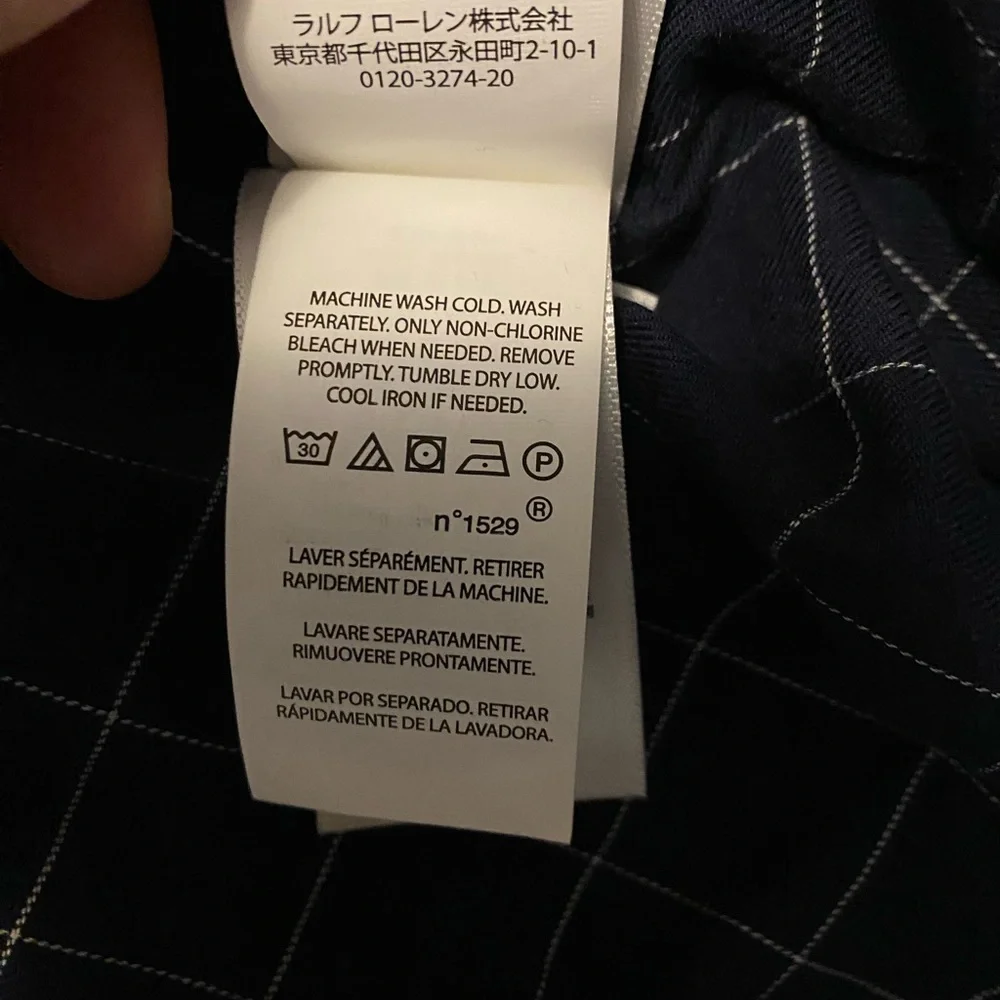 ラルフ ローレン株式会社
東京都千代田区永田町2-10-1
0120-3274-20
MACHINE WASH COLD. WASH
SEPARATELY. ONLY NON-CHLORINE
BLEACH WHEN NEEDED. REMOVE
PROMPTLY. TUMBLE DRY LOW.
COOL IRON IF NEEDED.
30 P
n°1529 ®
LAVER SÉPARÉMENT. RETIRER
RAPIDEMENT DE LA MACHINE.
LAVARE SEPARATAMENTE.
RIMUOVERE PRONTAMENTE.
LAVAR POR SEPARADO. RETIRAR
RÁPIDAMENTE DE LA LAVADORA.